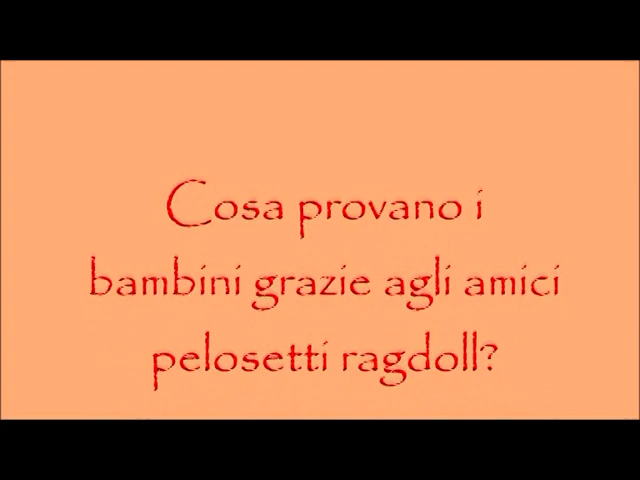 Cosa provano i
bambini grazie agli amici
pelosetti ragdoll?